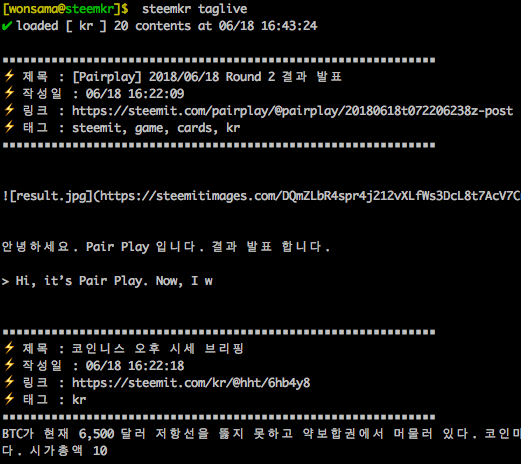 [wonsama@steemkr]$ steemkr taglive
✔ loaded [ kr ] 20 contents at 06/18 16:43:24
⚡ 제목 : [Pairplay] 2018/06/18 Round 2 결과 발표
⚡ 작성일 : 06/18 16:22:09
⚡ 링크 : https://steemit.com/pairplay/@pairplay/20180618t072206238z-post
⚡ 태그 : steemit, game, cards, kr
![result.jpg](https://steemitimages.com/DQmZLbR4spr4j212vXLfWs3DcL8t7AcV7C
안녕하세요. Pair Play 입니다. 결과 발표 합니다.
> Hi, it’s Pair Play. Now, I w
⚡ 제목 : 코인니스 오후 시세 브리핑
⚡ 작성일 : 06/18 16:22:18
⚡ 링크 : https://steemit.com/kr/@hht/6hb4y8
⚡ 태그 : kr
BTC가 현재 6,500 달러 저항선을 뚫지 못하고 약보합권에서 머물러 있다. 코인마
다. 시가총액 10